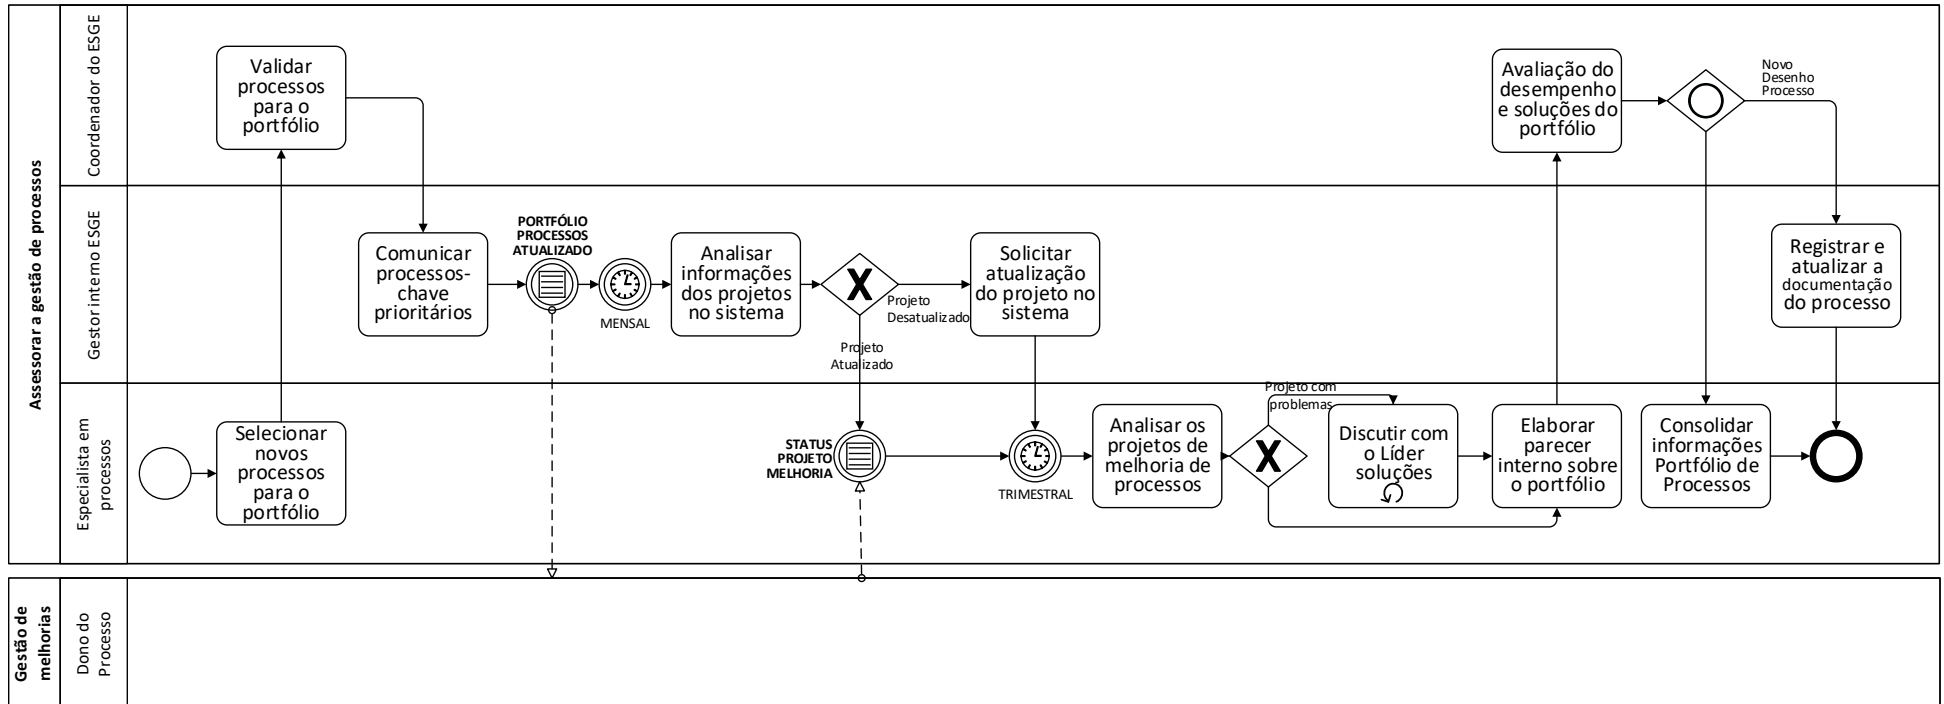 Assessorar a gestão de processos
Coordenador do ESGE
Validar
processos
para o
portfólio
Avaliação do
desempenho
e soluções do
portfólio
Novo
Desenho
Processo
Gestor interno ESGE
Comunicar
processos-
chave
prioritários
PORTFÓLIO
PROCESSOS
ATUALIZADO
MENSAL
Analisar
informações
dos projetos
no sistema
X
Projeto
Desatualizado
Projeto
Atualizado
Solicitar
atualização
do projeto no
sistema
Registrar e
atualizar a
documentação
do processo
Especialista em
processos
Selecionar
novos
processos
para o
portfólio
STATUS
PROJETO
MELHORIA
TRIMESTRAL
Analisar os
projetos de
melhoria de
processos
X
Projeto com
problemas
Discutir com
o Líder
soluções
Elaborar
parecer
interno sobre
o portfólio
Consolidar
informações
Portfólio de
Processos
Gestão de
melhorias
Dono do
Processo